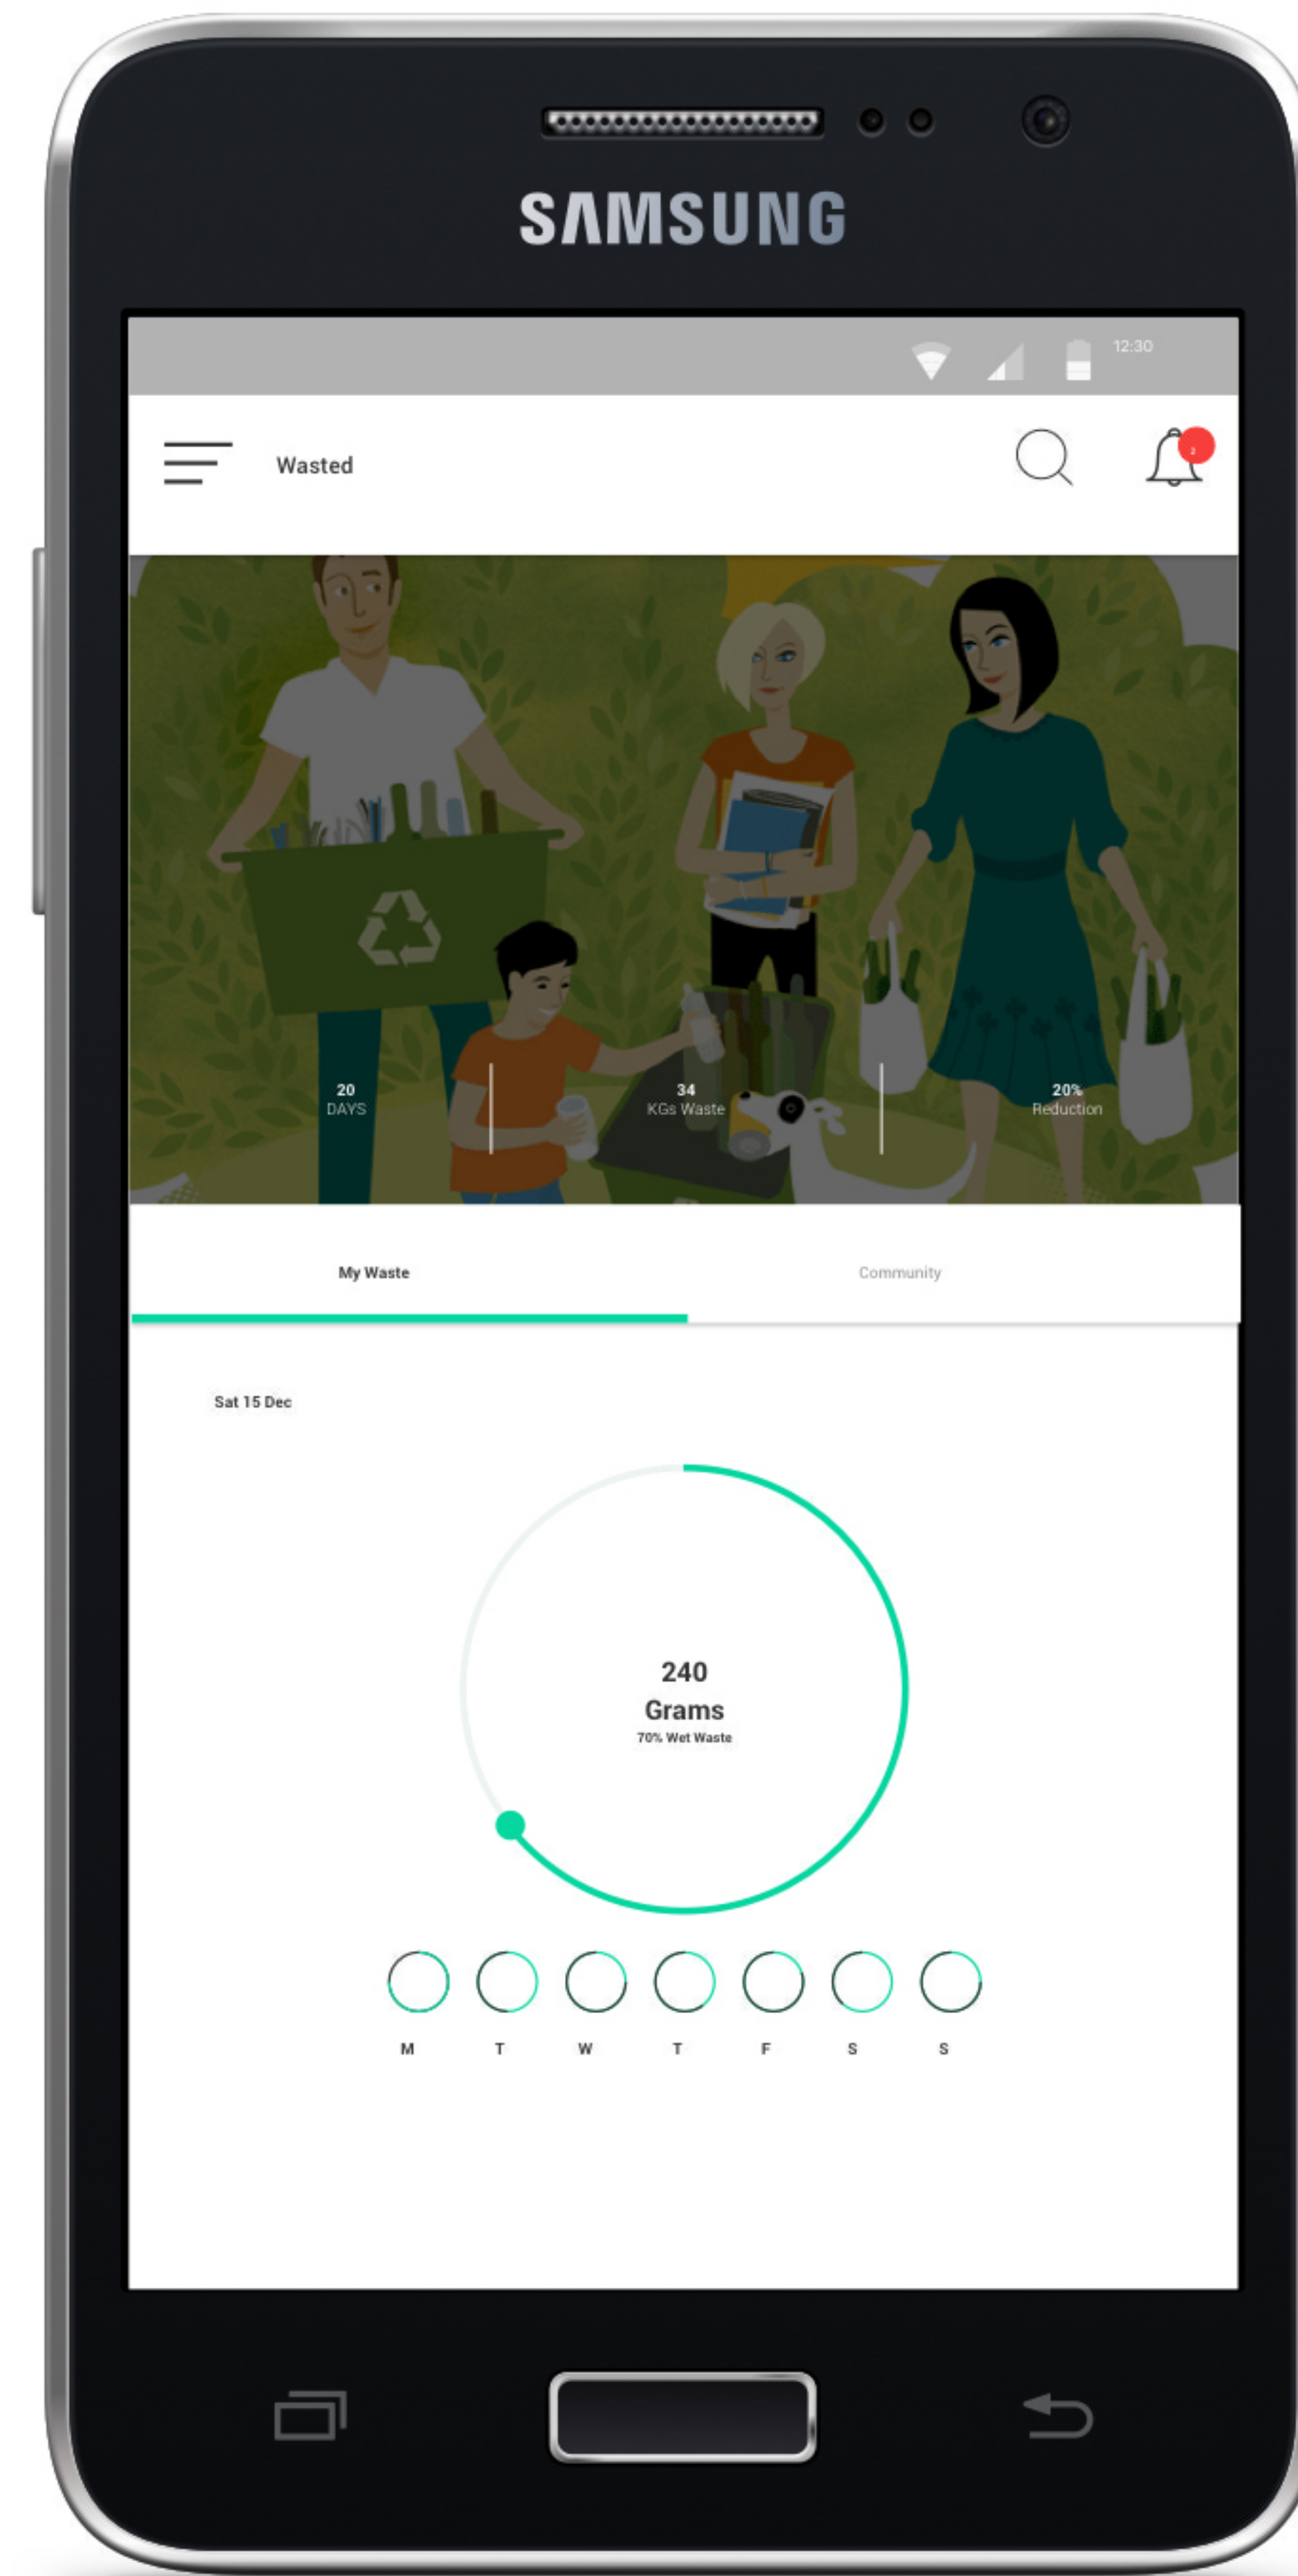 SAMSUNG
12:30
Wasted
2
20
DAYS
34
KGs Waste
20%
Reduction
My Waste
Community
Sat 15 Dec
240
Grams
70% Wet Waste
M T W T F S S